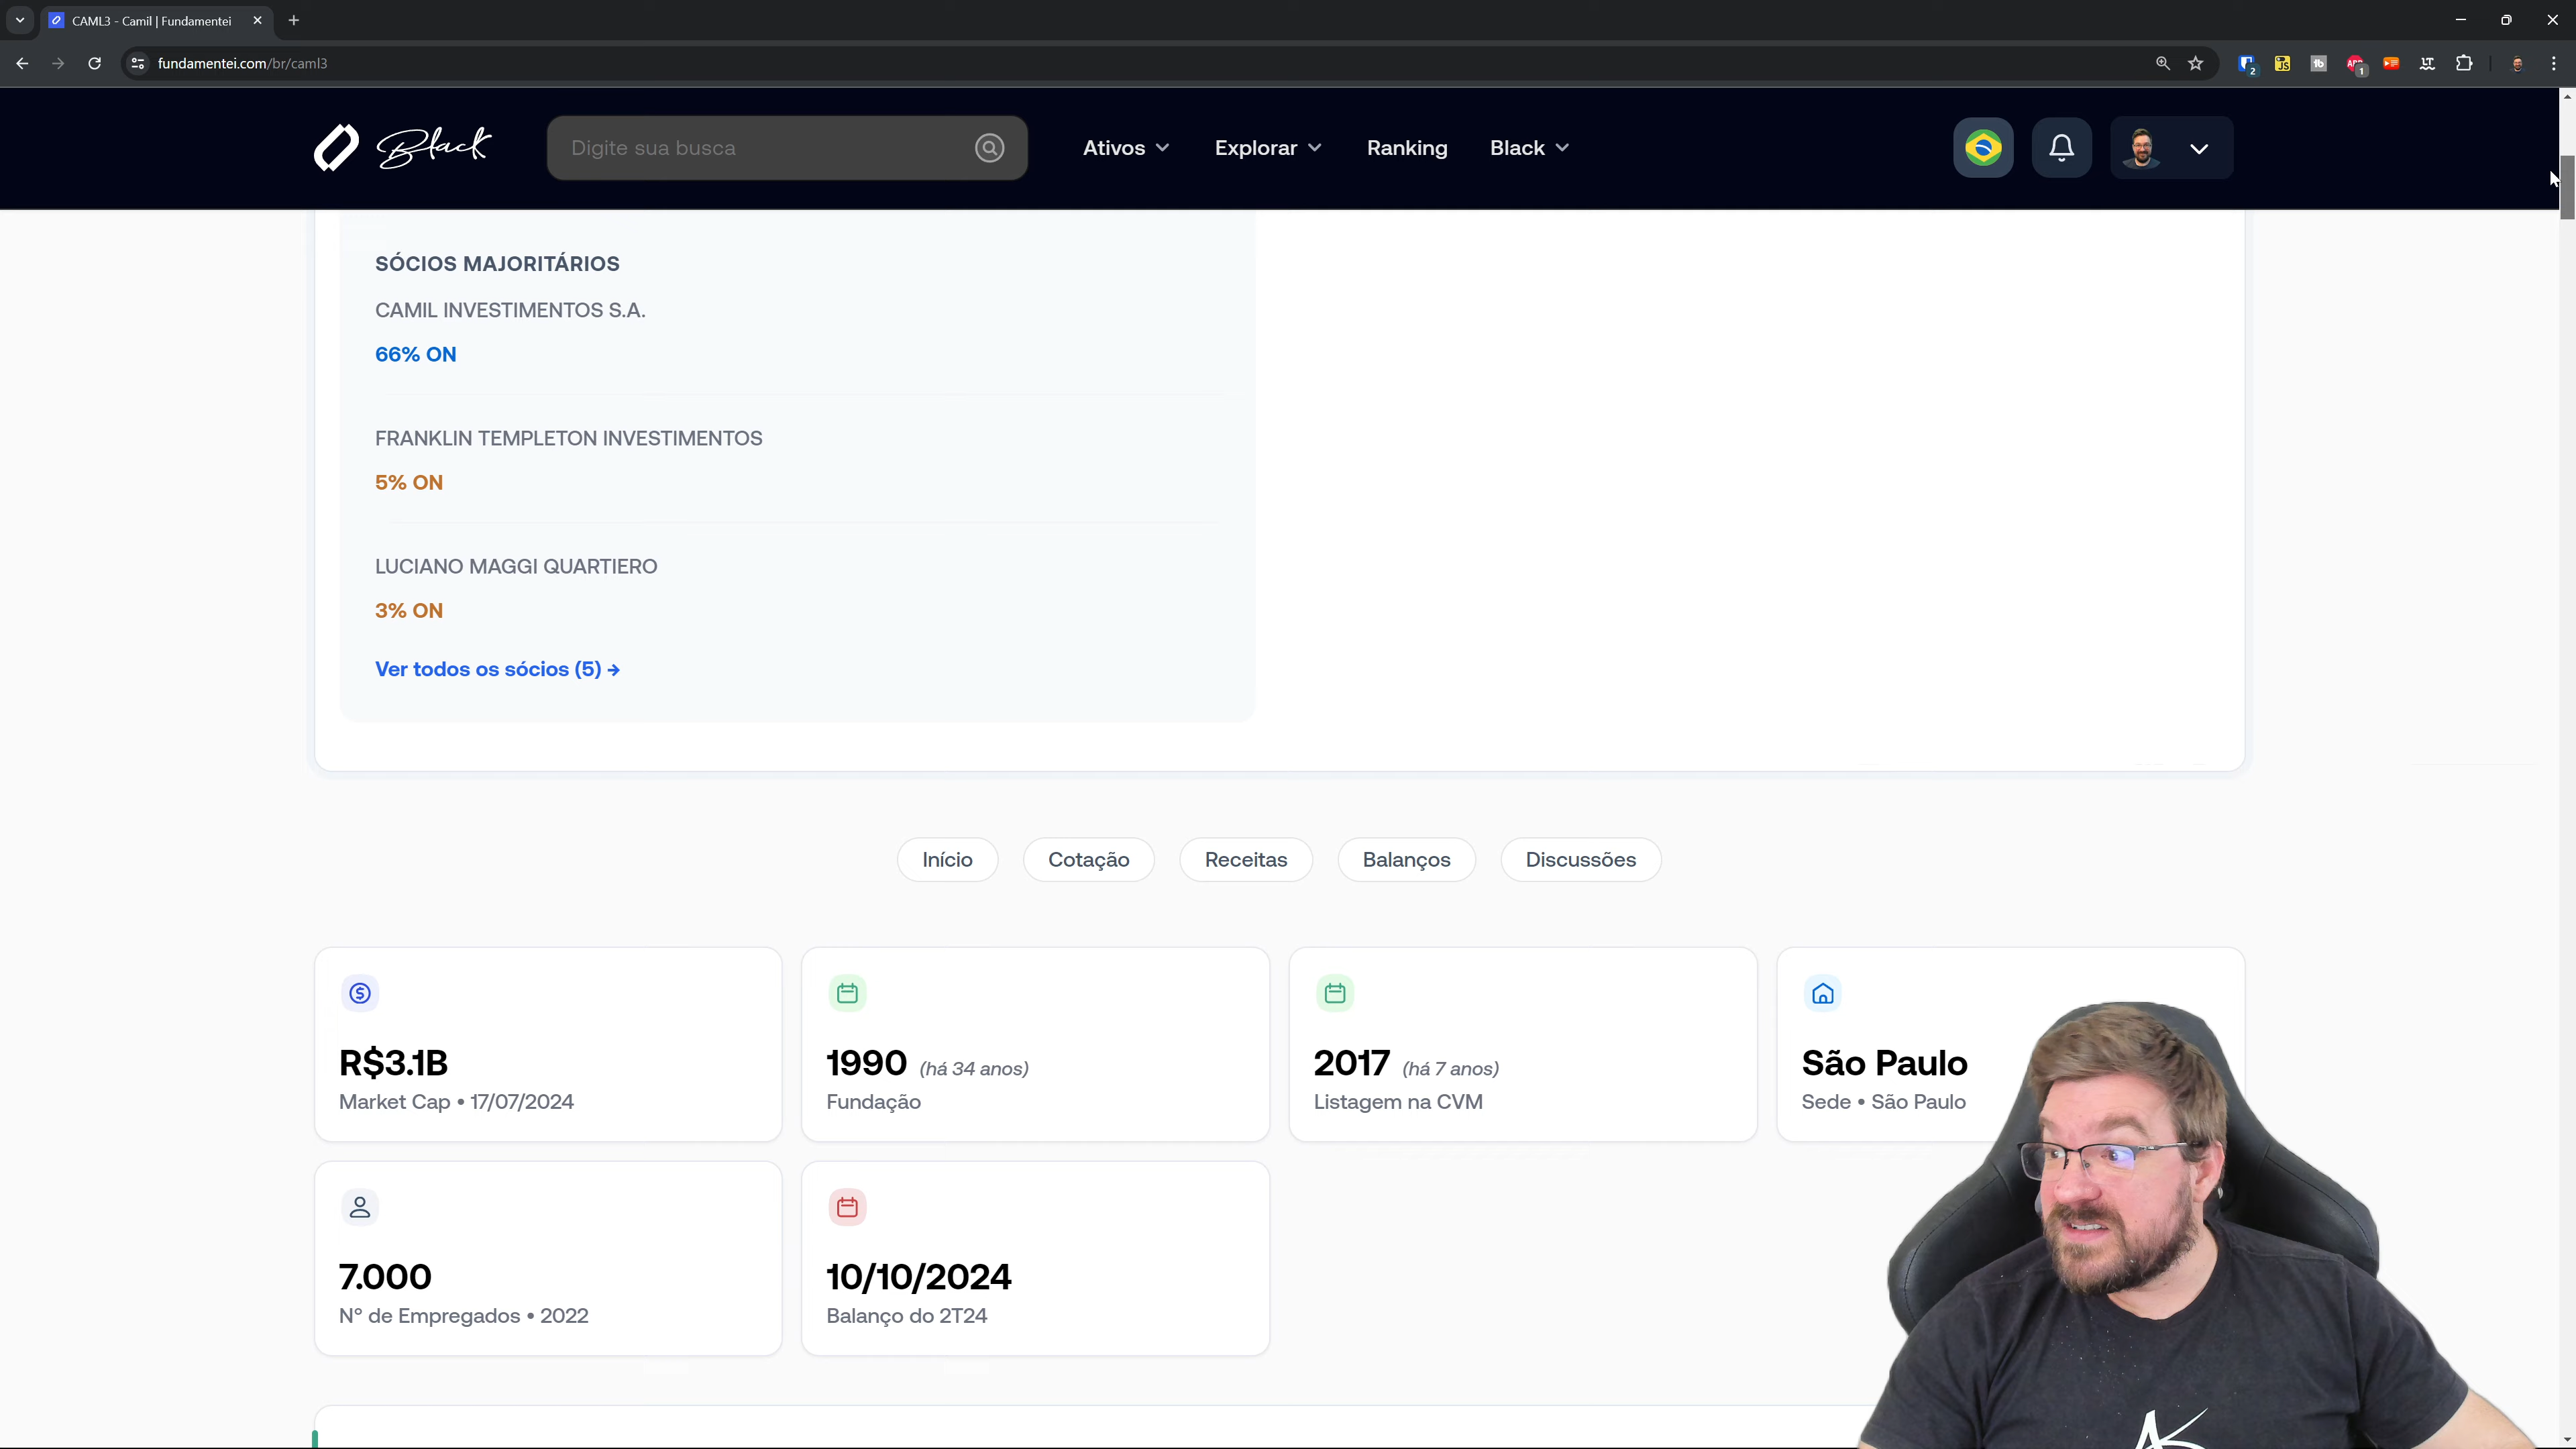 CAML3 - Camil | Fundamentei
fundamentei.com/br/caml3
Black
Digite sua busca
Ativos
Explorar
Ranking
Black
SÓCIOS MAJORITÁRIOS
CAMIL INVESTIMENTOS S.A.
66% ON
FRANKLIN TEMPLETON INVESTIMENTOS
5% ON
LUCIANO MAGGI QUARTIERO
3% ON
Ver todos os sócios (5) →
Início
Cotação
Receitas
Balanços
Discussões
R$3.1B
Market Cap • 17/07/2024
1990 (há 34 anos)
Fundação
2017 (há 7 anos)
Listagem na CVM
São Paulo
Sede • São Paulo
7.000
N° de Empregados • 2022
10/10/2024
Balanço do 2T24